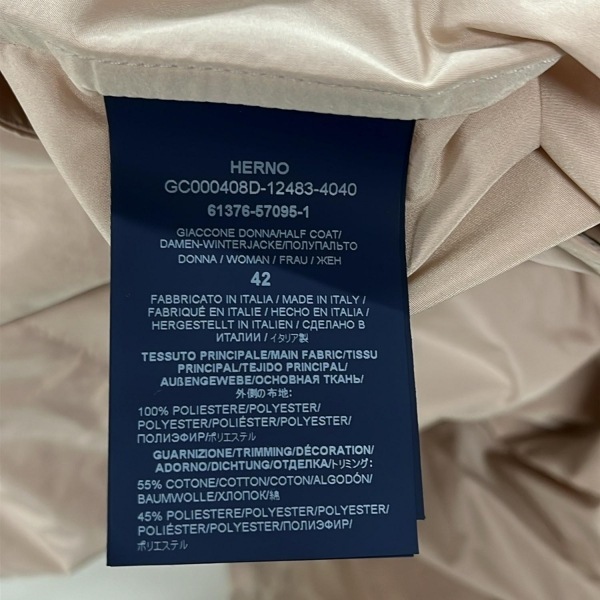 HERNO
GC000408D-12483-4040
61376-57095-1
GIACCONE DONNA/HALF COAT/
DAMEN-WINTERJACKE/ПОЛУПАЛЬТО
DONNA / WOMAN / FRAU / ЖЕН
42
FABBRICATO IN ITALIA / MADE IN ITALY /
FABRIQUÉ EN ITALIE / HECHO EN ITALIA /
HERGESTELLT IN ITALIEN / СДЕЛАНО В
ИТАЛИИ / イタリア製
TESSUTO PRINCIPALE/MAIN FABRIC/TISSU
PRINCIPAL/TEJIDO PRINCIPAL/
AUßENGEWEBE/ОСНОВНАЯ ТКАНЬ/
外側の布地:
100% POLIESTERE/POLYESTER/
POLYESTER/POLIÉSTER/POLYESTER/
ПОЛИЭФИР/ポリエステル
GUARNIZIONE/TRIMMING/DÉCORATION/
ADORNO/DICHTUNG/ОТДЕЛКА/トリミング:
55% COTONE/COTTON/COTON/ALGODÓN/
BAUMWOLLE/ХЛОПОК/綿
45% POLIESTERE/POLYESTER/POLYESTER/
POLIÉSTER/POLYESTER/ПОЛИЭФИР/
ポリエステル